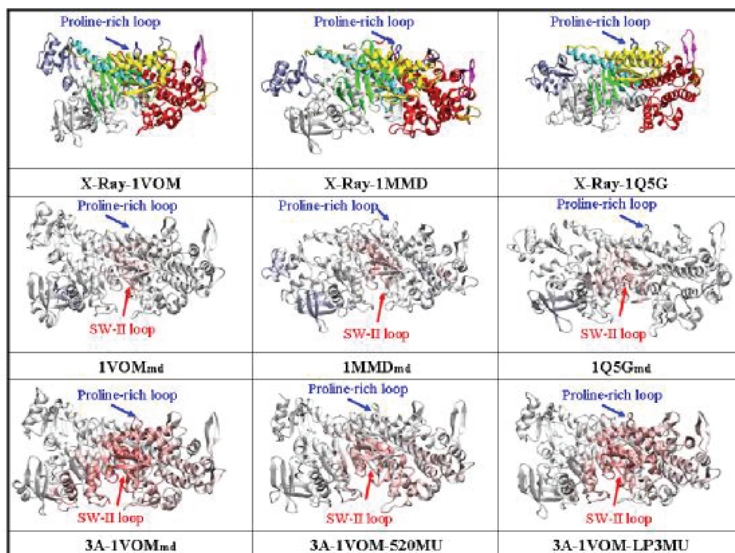 Proline-rich loop
Proline-rich loop
Proline-rich loop
X-Ray-1VOM
X-Ray-1MMD
X-Ray-1Q5G
Proline-rich loop
Proline-rich loop
Proline-rich loop
SW-II loop
SW-II loop
SW-II loop
1VOMmd
1MMDmd
1Q5Gmd
Proline-rich loop
Proline-rich loop
Proline-rich loop
SW-II loop
SW-II loop
SW-II loop
3A-1VOMmd
3A-1VOM-520MU
3A-1VOM-LP3MU